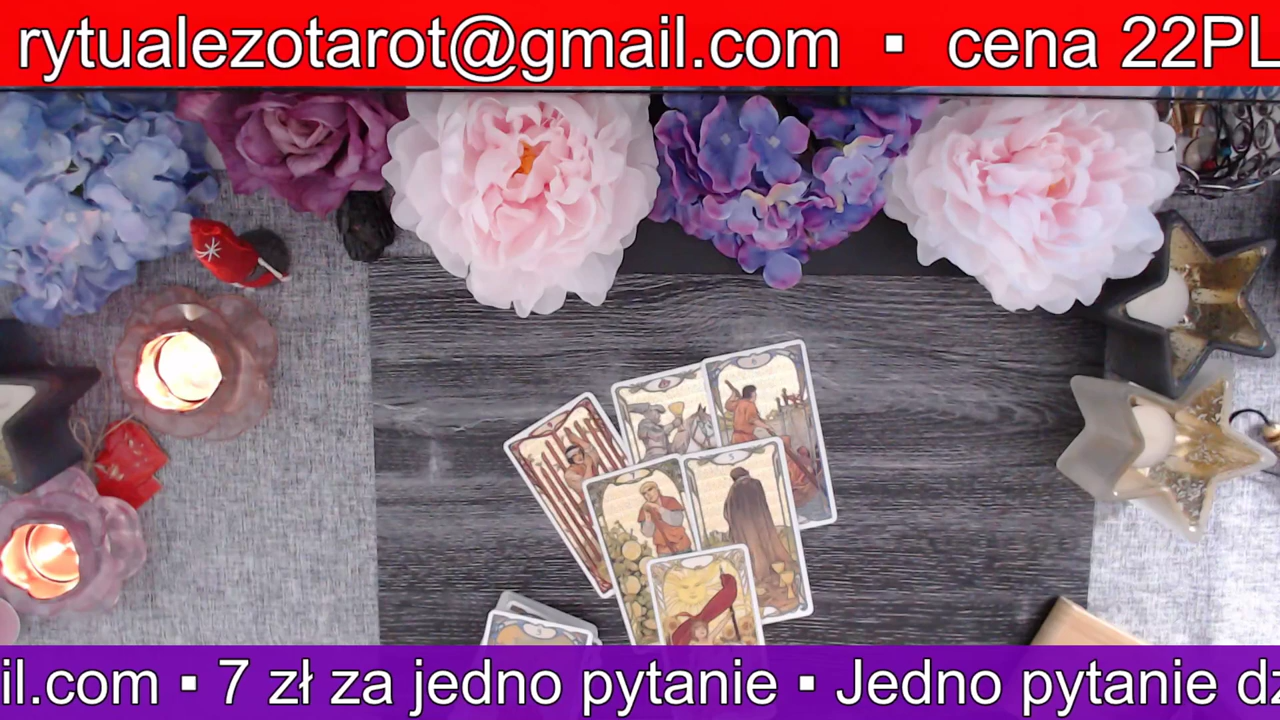 rytualezotarot@gmail.com ▪ cena 22PL
il.com ▪ 7 zł za jedno pytanie ▪ Jedno pytanie dz